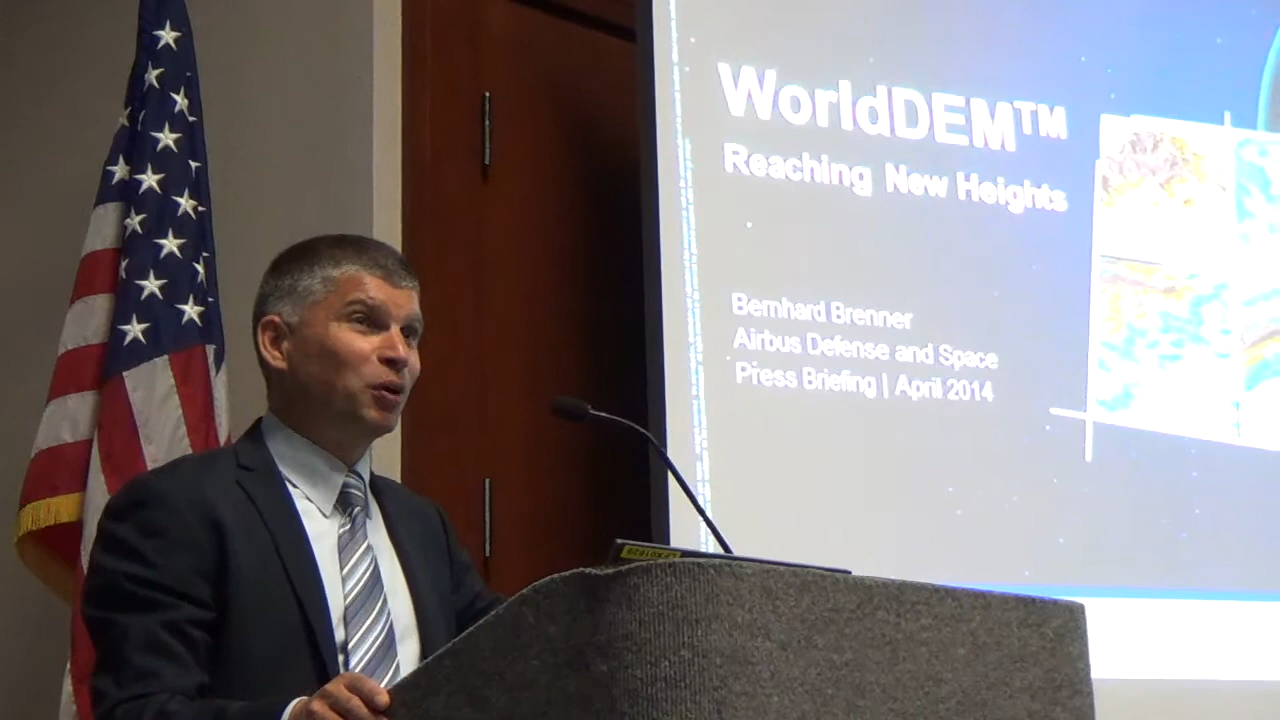 WorldDEM™
Reaching New Heights
Bernhard Brenner
Airbus Defense and Space
Press Briefing | April 2014